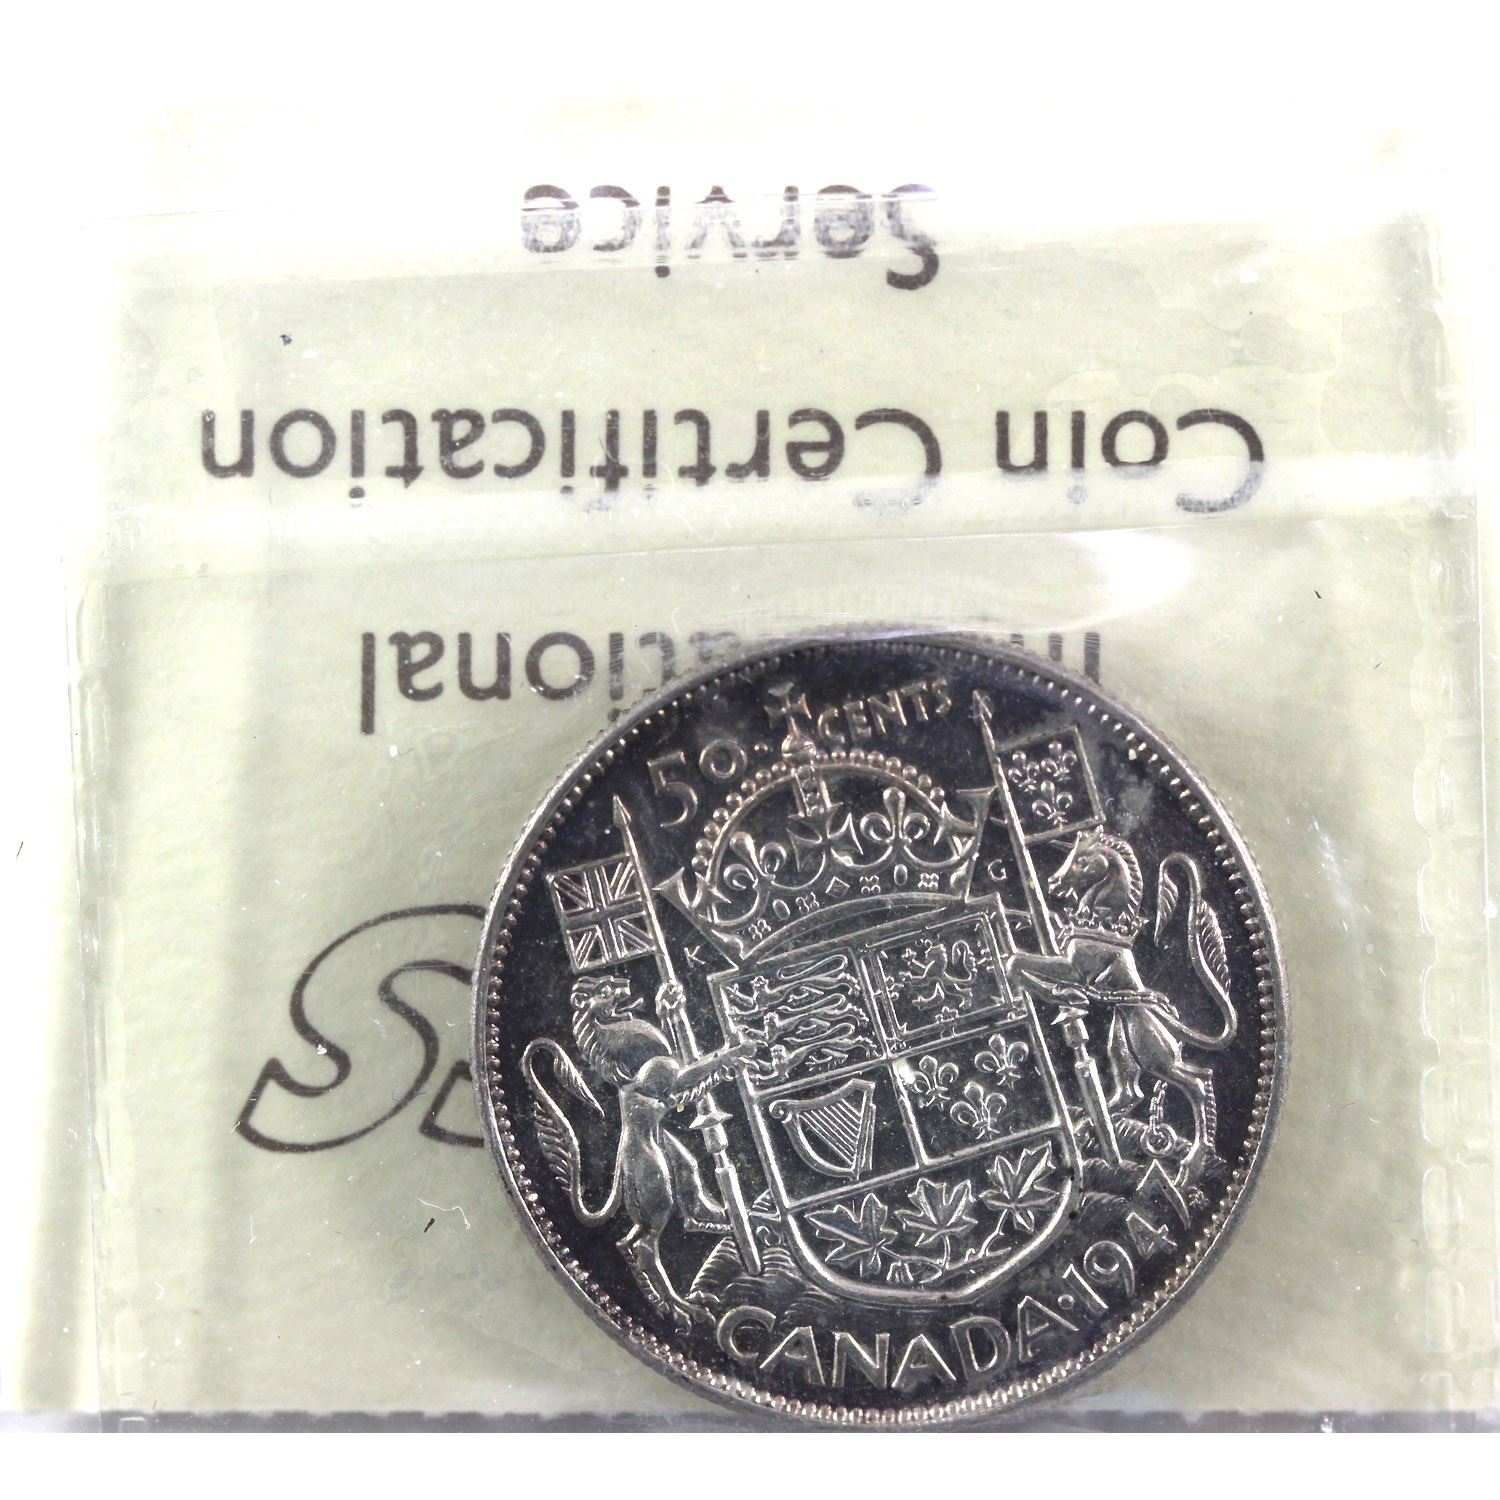 Service
Coin Certification
50 · CENTS
K G
CANADA · 1947